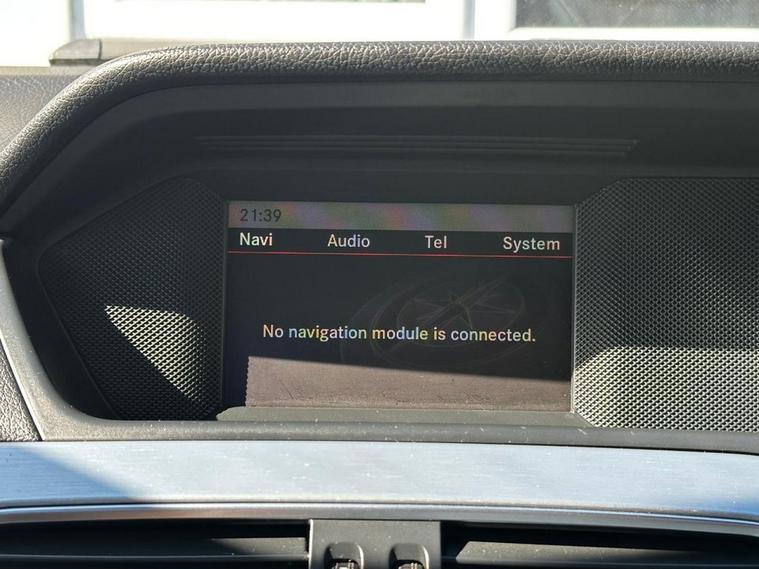 21:39
Navi Audio Tel System
No navigation module is connected.